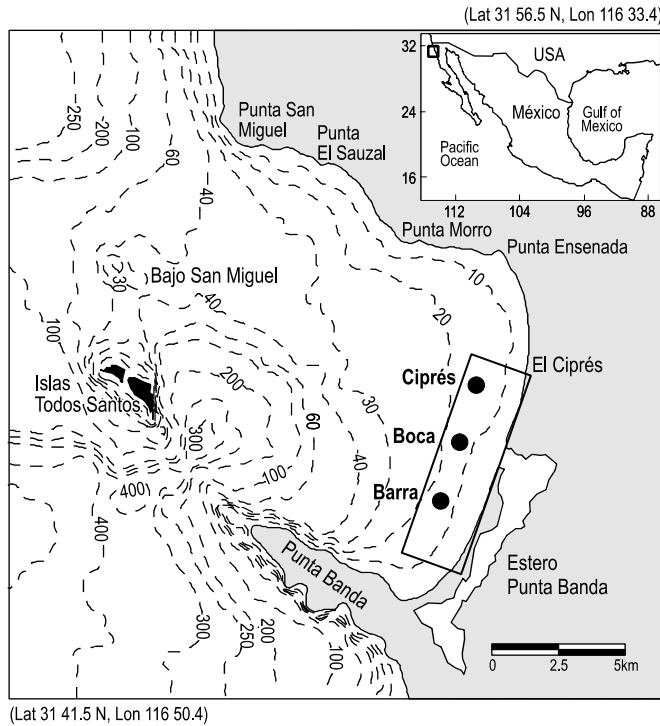 (Lat 31 56.5 N, Lon 116 33.4)
32
24
16
112
104
96
88
USA
México
Gulf of
Mexico
Pacific
Ocean
-250
-200
100
60
40
Punta San
Miguel
Punta
El Sauzal
Punta Morro
Punta Ensenada
30
Bajo San Miguel
40
10
20
100
200
30
60
300
-40
100
400
400
Islas
Todos Santos
El Ciprés
Ciprés
Boca
Barra
Punta Banda
Estero
Punta Banda
300
250
200
100
0
2.5
5km
(Lat 31 41.5 N, Lon 116 50.4)